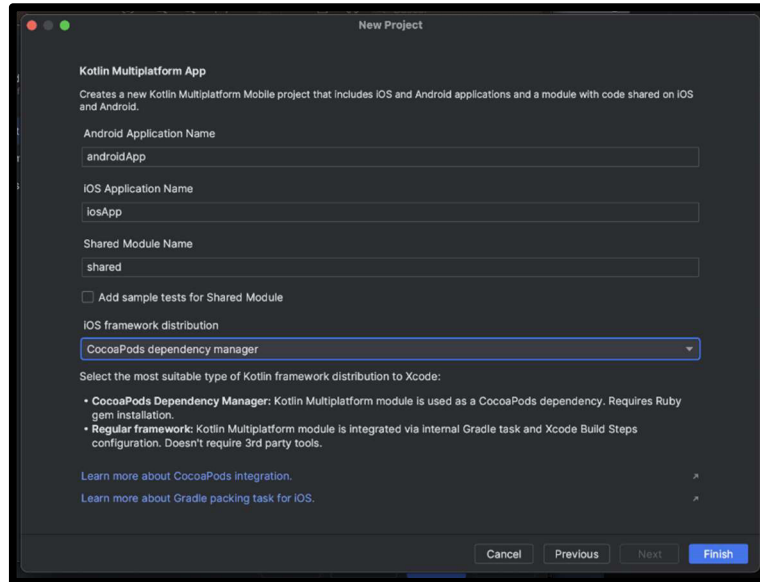 New Project
Kotlin Multiplatform App
Creates a new Kotlin Multiplatform Mobile project that includes iOS and Android applications and a module with code shared on iOS
and Android.
Android Application Name
androidApp
iOS Application Name
iosApp
Shared Module Name
shared
Add sample tests for Shared Module
iOS framework distribution
CocoaPods dependency manager
Select the most suitable type of Kotlin framework distribution to Xcode:
• CocoaPods Dependency Manager: Kotlin Multiplatform module is used as a CocoaPods dependency. Requires Ruby
gem installation.
• Regular framework: Kotlin Multiplatform module is integrated via internal Gradle task and Xcode Build Steps
configuration. Doesn't require 3rd party tools.
Learn more about CocoaPods integration.
Learn more about Gradle packing task for iOS.
Cancel Previous Next Finish